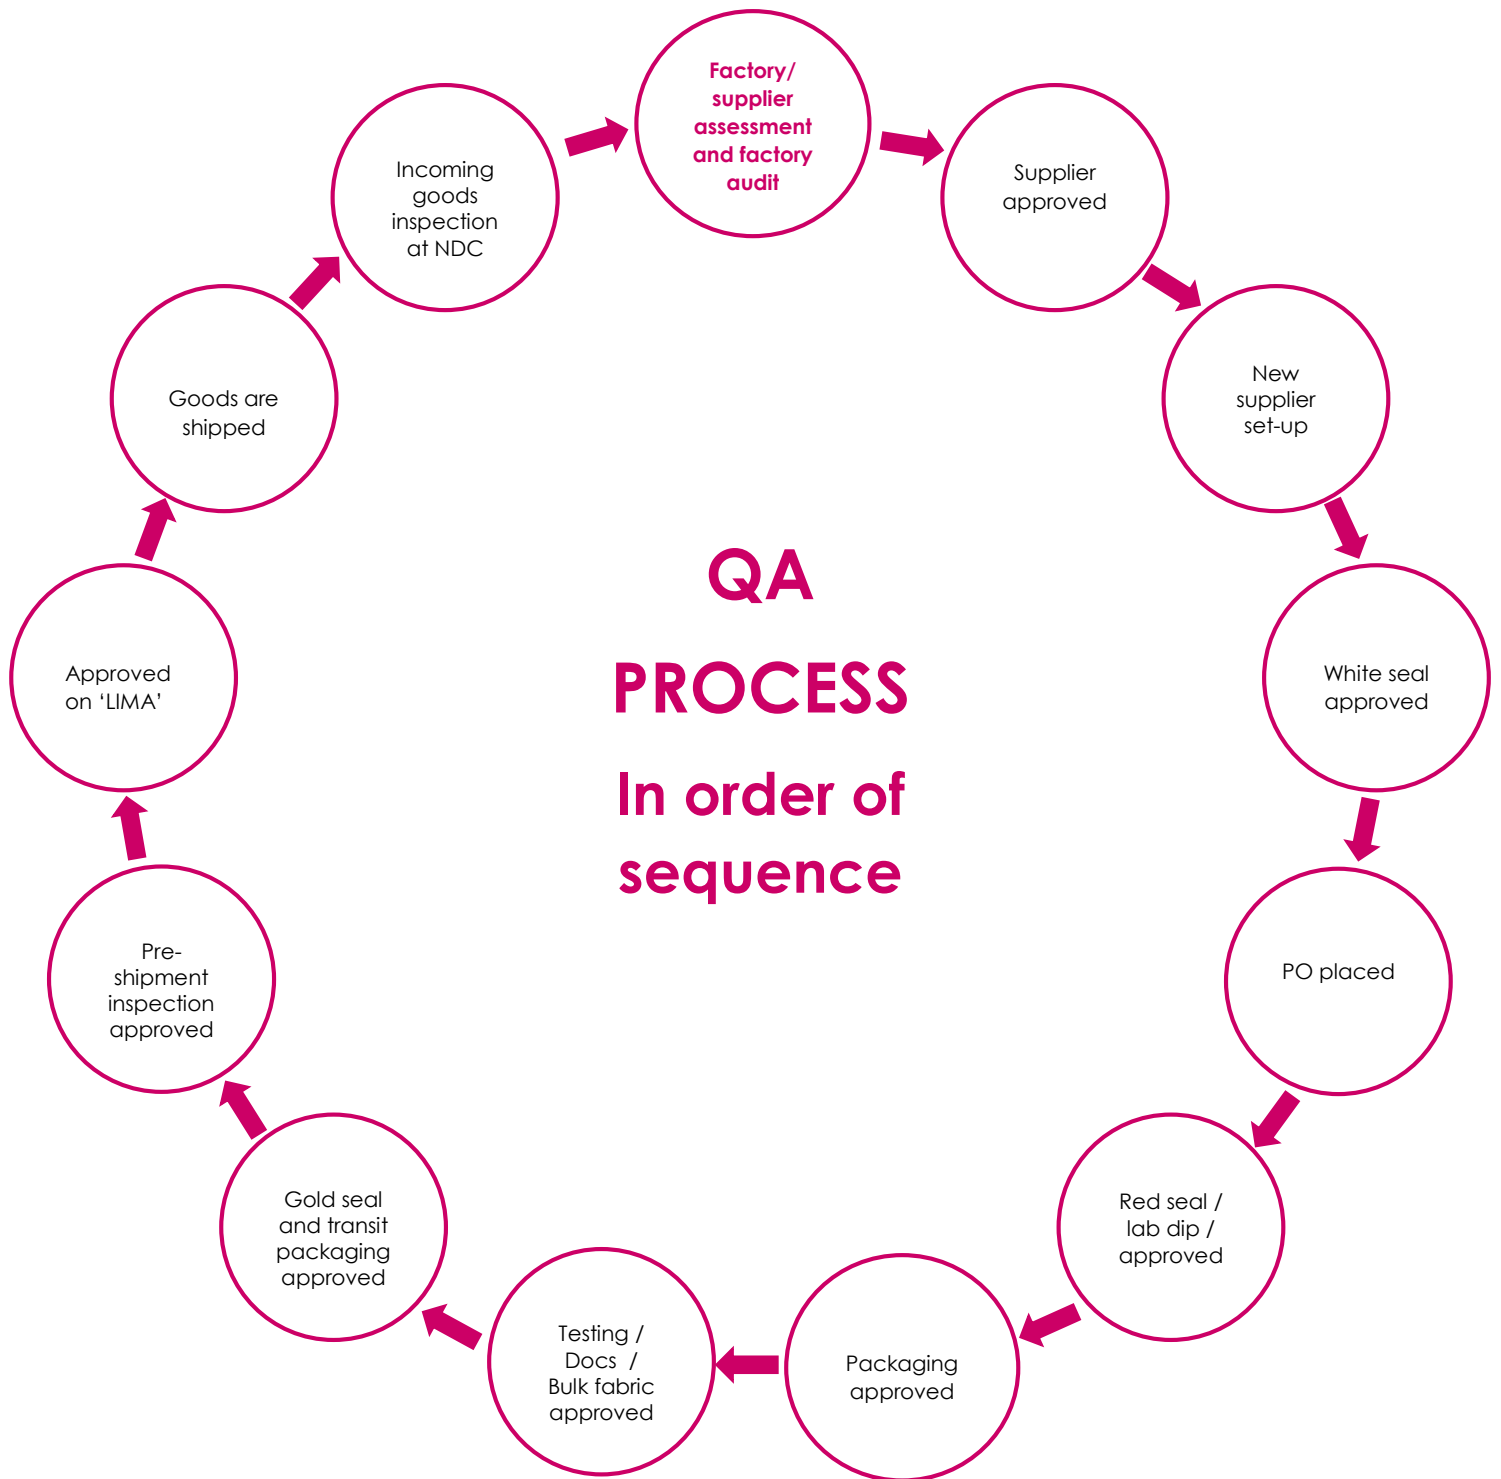 Factory/
supplier
assessment
and factory
audit
Supplier
approved
New
supplier
set-up
White seal
approved
PO placed
Red seal /
lab dip /
approved
Packaging
approved
Testing /
Docs  /
Bulk fabric
approved
Gold seal
and transit
packaging
approved
Pre-
shipment
inspection
approved
Approved
on ‘LIMA’
Goods are
shipped
Incoming
goods
inspection
at NDC
QA
PROCESS
In order of
sequence